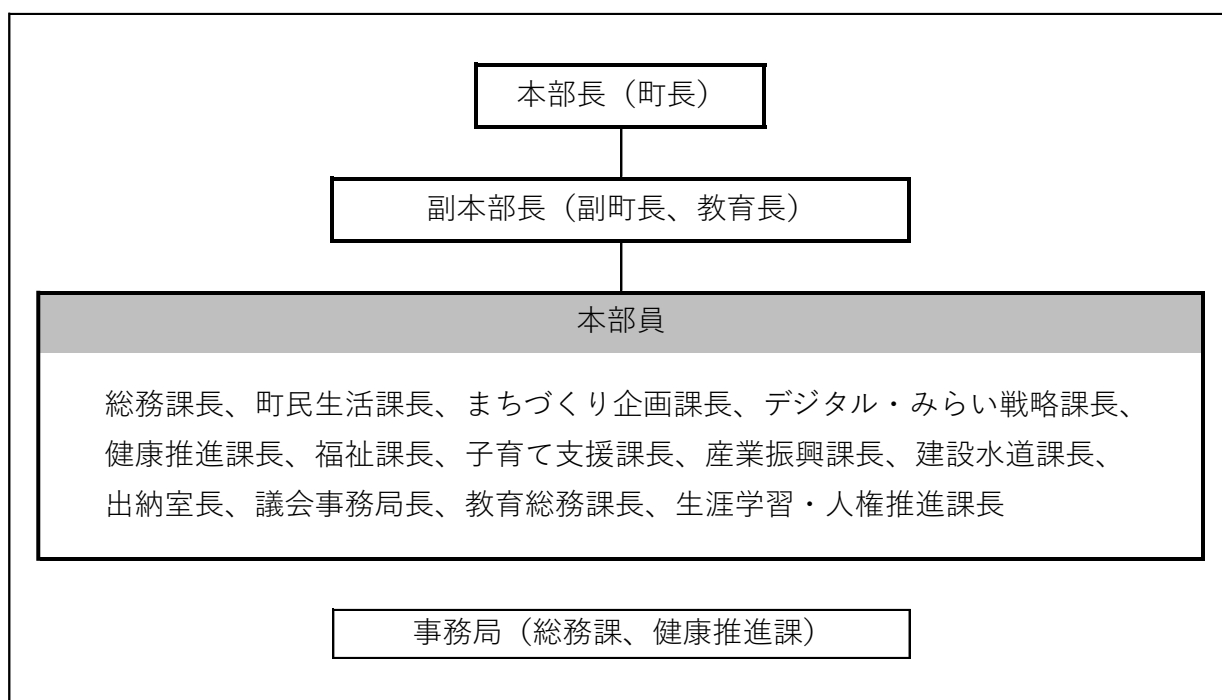 本部長（町長）
副本部長（副町長、教育長）
本部員
総務課長、町民生活課長、まちづくり企画課長、デジタル・みらい戦略課長、
健康推進課長、福祉課長、子育て支援課長、産業振興課長、建設水道課長、
出納室長、議会事務局長、教育総務課長、生涯学習・人権推進課長
事務局（総務課、健康推進課）